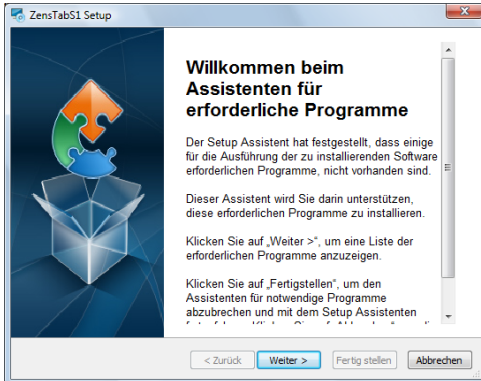 ZensTabS1 Setup
Willkommen beim
Assistenten für
erforderliche Programme
Der Setup Assistent hat festgestellt, dass einige
für die Ausführung der zu installierenden Software
erforderlichen Programme, nicht vorhanden sind.
Dieser Assistent wird Sie darin unterstützen,
diese erforderlichen Programme zu installieren.
Klicken Sie auf „Weiter >“, um eine Liste der
erforderlichen Programme anzuzeigen.
Klicken Sie auf „Fertigstellen“, um den
Assistenten für notwendige Programme
abzubrechen und mit dem Setup Assistenten
< Zurück Weiter > Fertig stellen Abbrechen